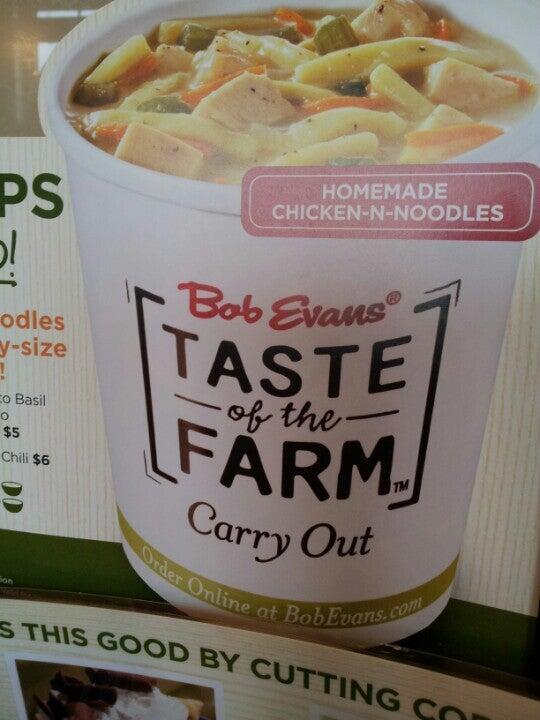 PS
!
HOMEMADE
CHICKEN-N-NOODLES
Bob Evans®
TASTE
of the
FARM™
Carry Out
Order Online at BobEvans.com
odles
y-size
!
to Basil
o
$5
Chili $6
S THIS GOOD BY CUTTING CO